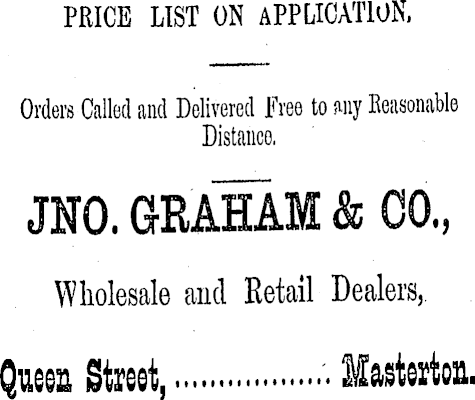 PRICE LIST ON APPLICATION.
Orders Called and Delivered Free to any Reasonable
Distance.
JNO. GRAHAM & CO.,
Wholesale and Retail Dealers,
Queen Street, .................. Masterton.